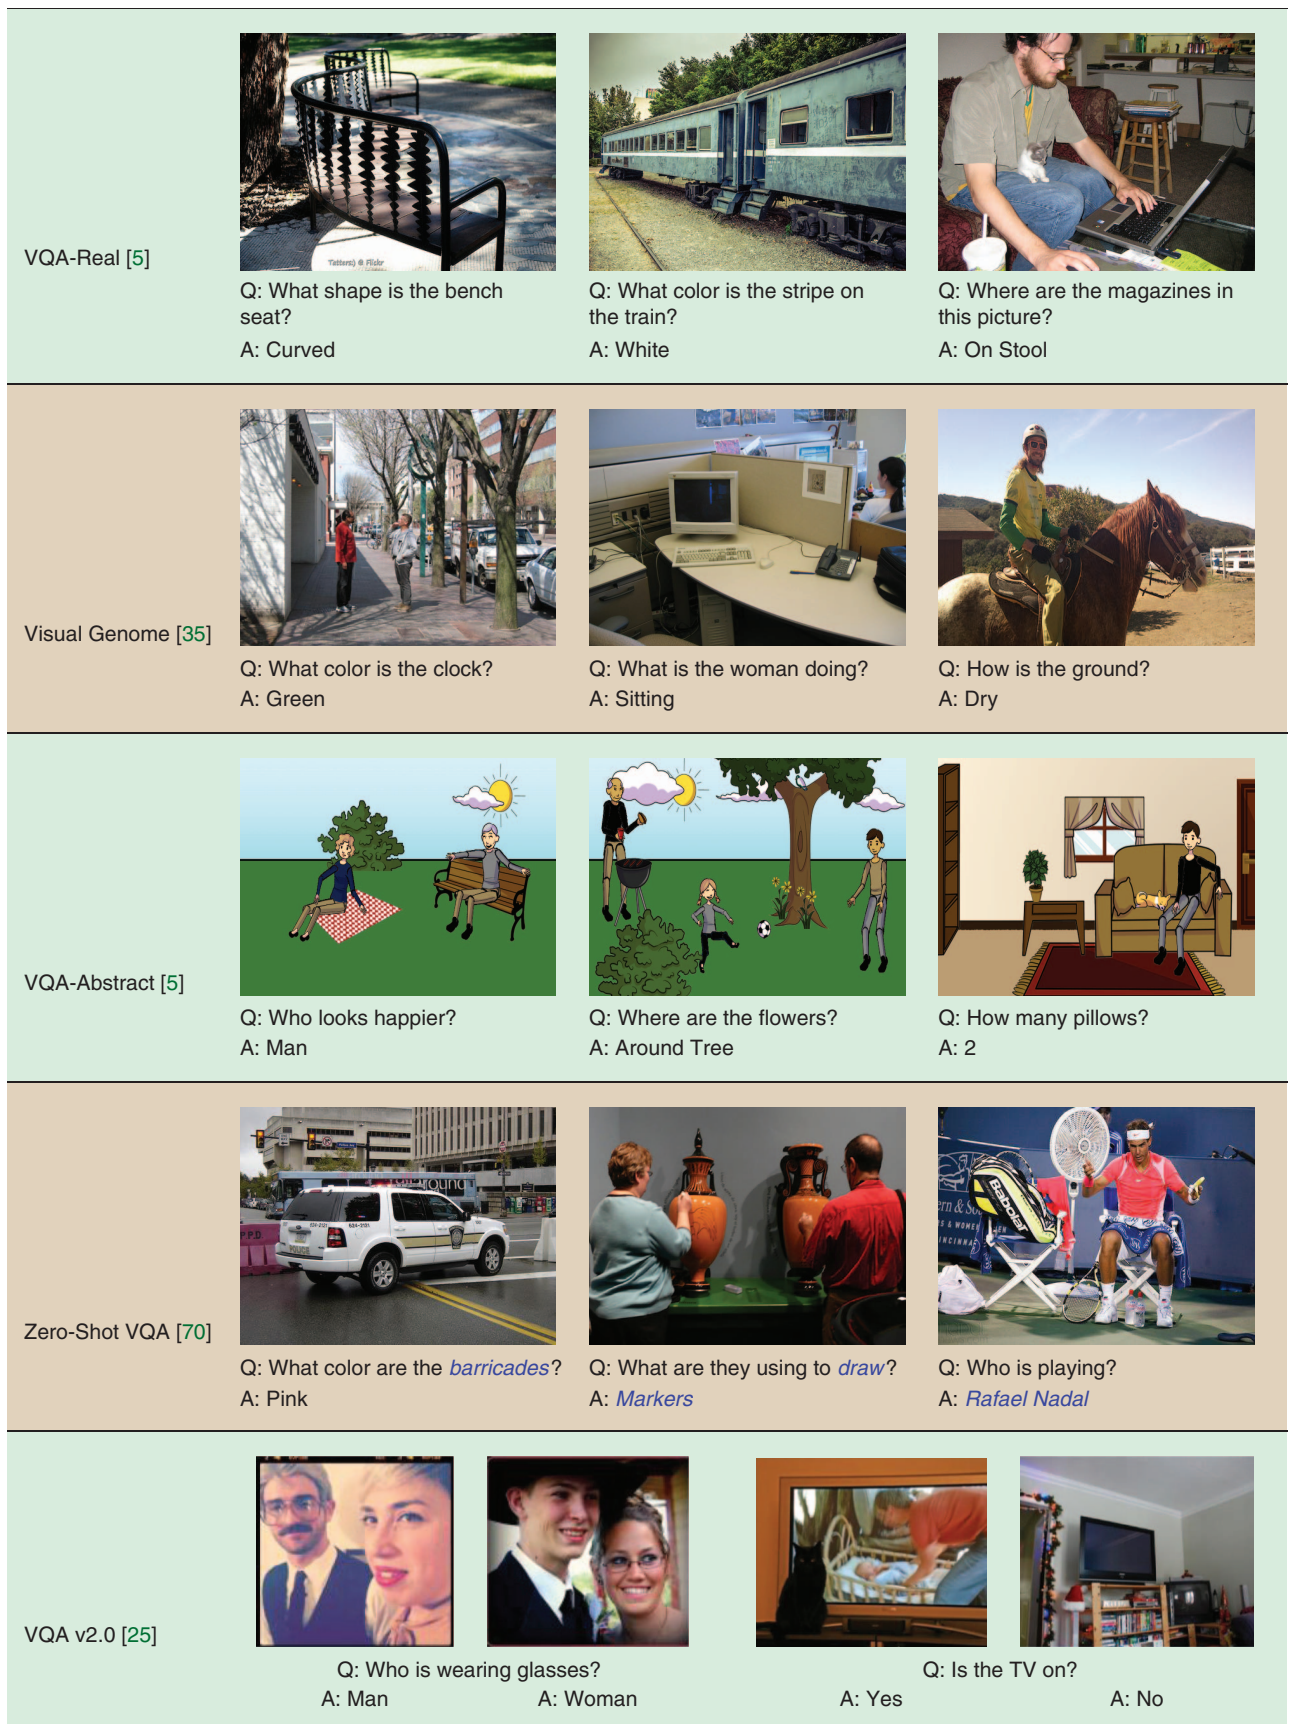 Tattered @ Flickr
VQA-Real [5]
Q: What shape is the bench
seat?
A: Curved
Q: What color is the stripe on
the train?
A: White
Q: Where are the magazines in
this picture?
A: On Stool
Visual Genome [35]
Q: What color is the clock?
A: Green
Q: What is the woman doing?
A: Sitting
Q: How is the ground?
A: Dry
VQA-Abstract [5]
Q: Who looks happier?
A: Man
Q: Where are the flowers?
A: Around Tree
Q: How many pillows?
A: 2
P.P.D.
POLICE
Babolat
Zero-Shot VQA [70]
Q: What color are the barricades?
A: Pink
Q: What are they using to draw?
A: Markers
Q: Who is playing?
A: Rafael Nadal
VQA v2.0 [25]
Q: Who is wearing glasses?
A: Man
A: Woman
Q: Is the TV on?
A: Yes
A: No